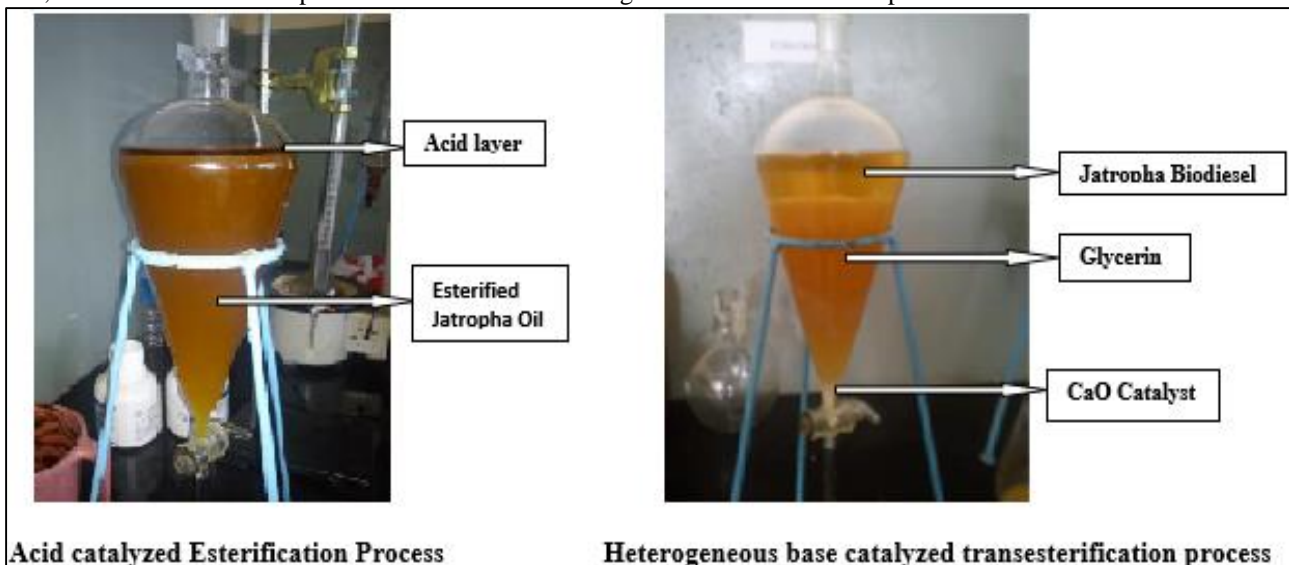 Acid layer
Esterified
Jatropha Oil
Jatropha Biodiesel
Glycerin
CaO Catalyst
Acid catalyzed Esterification Process
Heterogeneous base catalyzed transesterification process